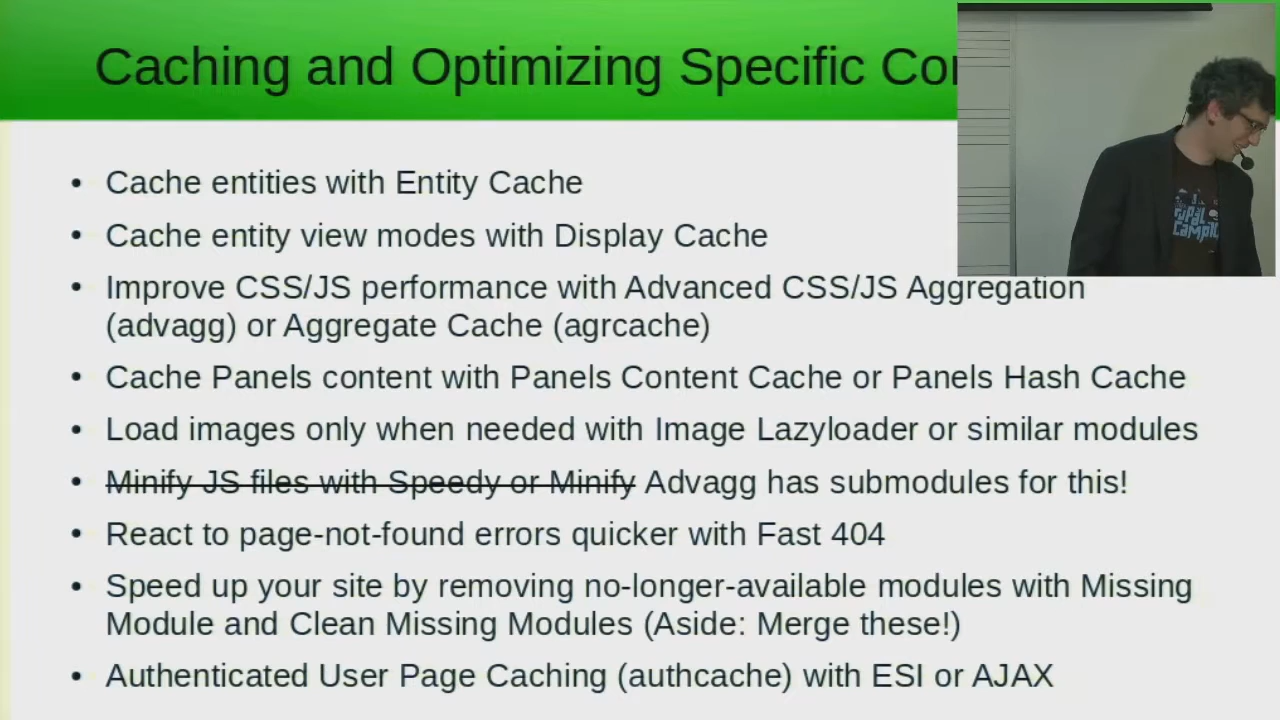 Caching and Optimizing Specific
• Cache entities with Entity Cache
• Cache entity view modes with Display Cache
• Improve CSS/JS performance with Advanced CSS/JS Aggregation
(advagg) or Aggregate Cache (agrcache)
• Cache Panels content with Panels Content Cache or Panels Hash Cache
• Load images only when needed with Image Lazyloader or similar modules
• Minify JS files with Speedy or Minify Advagg has submodules for this!
• React to page-not-found errors quicker with Fast 404
• Speed up your site by removing no-longer-available modules with Missing
Module and Clean Missing Modules (Aside: Merge these!)
• Authenticated User Page Caching (authcache) with ESI or AJAX